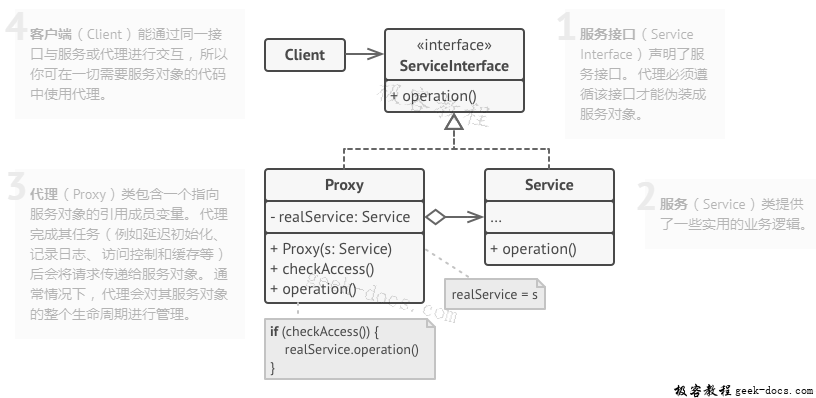 4
客户端（Client）能通过同一接
口与服务或代理进行交互，所以
你可在一切需要服务对象的代码
中使用代理。
Client
«interface»
ServiceInterface
+ operation()
1
服务接口（Service
Interface）声明了服
务接口。代理必须遵
循该接口才能伪装成
服务对象。
极客教程
3
代理（Proxy）类包含一个指向
服务对象的引用成员变量。代理
完成其任务（例如延迟初始化、
记录日志、访问控制和缓存等）
后会将请求传递给服务对象。通
常情况下，代理会对其服务对象
的整个生命周期进行管理。
Proxy
- realService: Service
+ Proxy(s: Service)
+ checkAccess()
+ operation()
Service
...
+ operation()
2
服务（Service）类提供
了一些实用的业务逻辑。
geek-docs.com
realService = s
if (checkAccess()) {
realService.operation()
}
极客教程 geek-docs.com